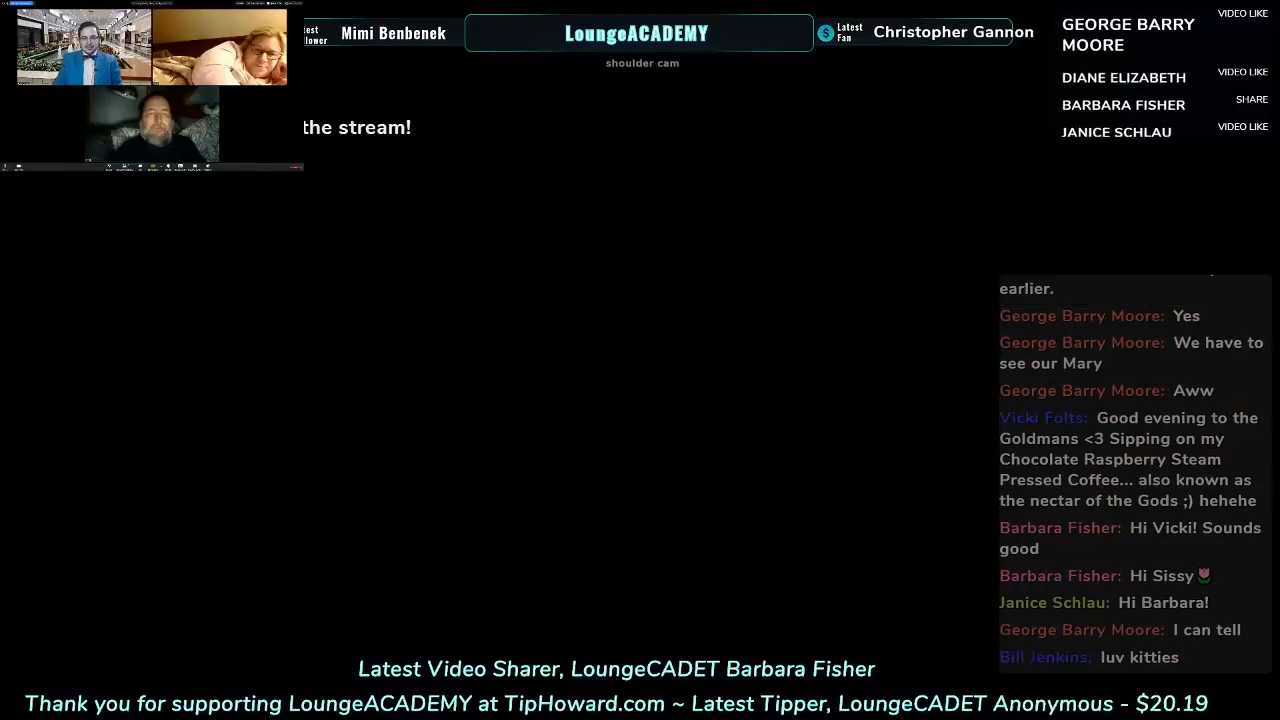 test
llower
Mimi Benbenek
LoungeACADEMY
Latest
Fan
Christopher Gannon
shoulder cam
GEORGE BARRY
MOORE
VIDEO LIKE
DIANE ELIZABETH
VIDEO LIKE
BARBARA FISHER
SHARE
JANICE SCHLAU
VIDEO LIKE
the stream!
earlier.
George Barry Moore: Yes
George Barry Moore: We have to
see our Mary
George Barry Moore: Aww
Vicki Folts: Good evening to the
Goldmans <3 Sipping on my
Chocolate Raspberry Steam
Pressed Coffee... also known as
the nectar of the Gods ;) hehehe
Barbara Fisher: Hi Vicki! Sounds
good
Barbara Fisher: Hi Sissy🌷
Janice Schlau: Hi Barbara!
George Barry Moore: I can tell
Bill Jenkins: luv kitties
Latest Video Sharer, LoungeCADET Barbara Fisher
Thank you for supporting LoungeACADEMY at TipHoward.com ~ Latest Tipper, LoungeCADET Anonymous - $20.19